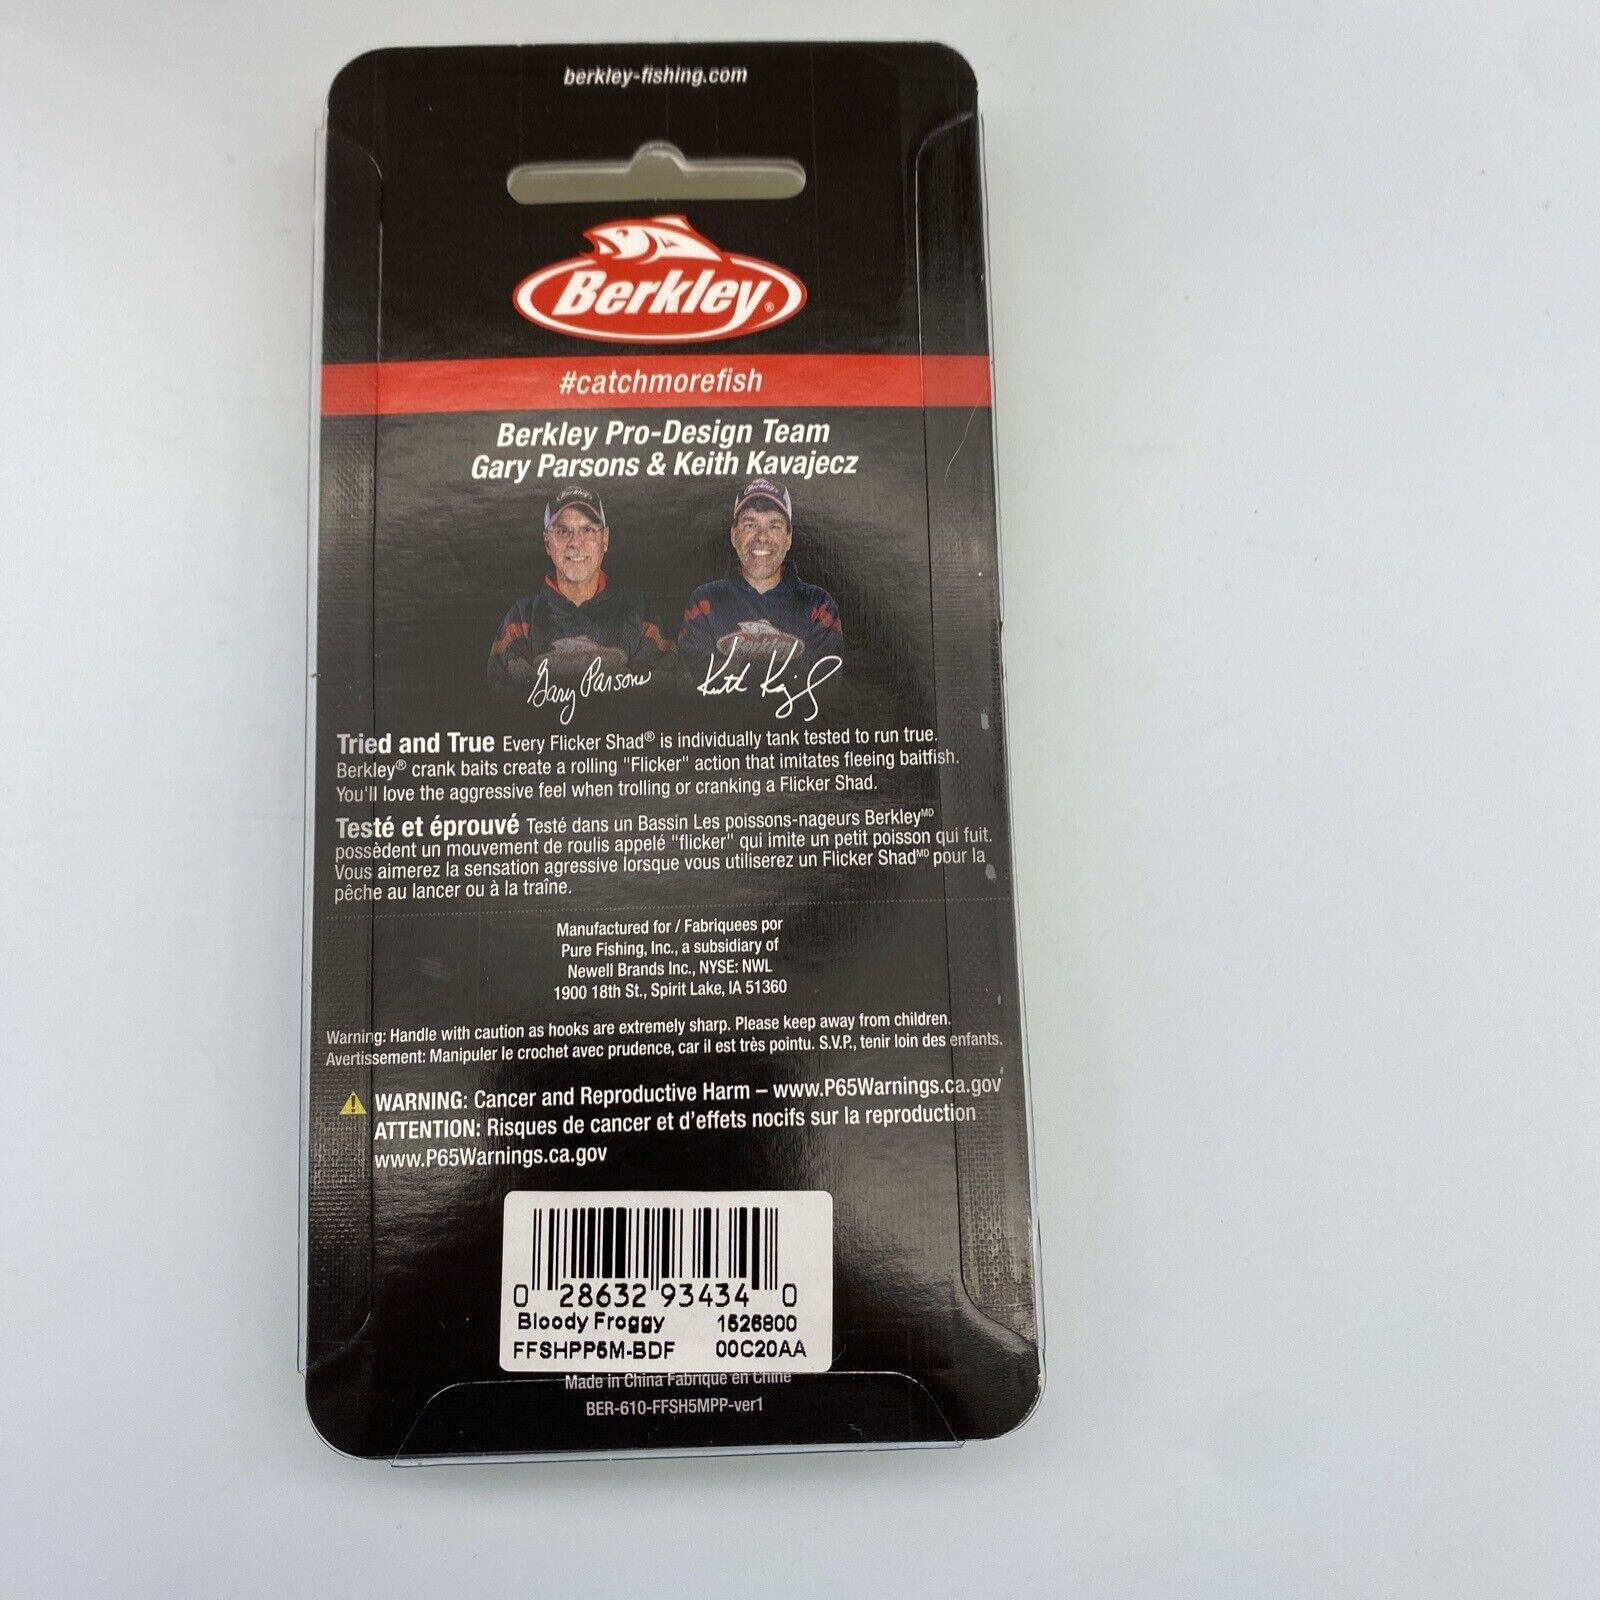 berkley-fishing.com
Berkley®
#catchmorefish
Berkley Pro-Design Team
Gary Parsons & Keith Kavajecz
Gary Parsons
Tried and True Every Flicker Shad® is individually tank tested to run true.
Berkley® crank baits create a rolling "Flicker" action that imitates fleeing baitfish.
You'll love the aggressive feel when trolling or cranking a Flicker Shad.
Testé et éprouvé Testé dans un Bassin Les poissons-nageurs Berkleyᴹᴰ
possèdent un mouvement de roulis appelé "flicker" qui imite un petit poisson qui fuit.
Vous aimerez la sensation agressive lorsque vous utiliserez un Flicker Shadᴹᴰ pour la
pêche au lancer ou à la traîne.
Manufactured for / Fabriquees por
Pure Fishing, Inc., a subsidiary of
Newell Brands Inc., NYSE: NWL
1900 18th St., Spirit Lake, IA 51360
Warning: Handle with caution as hooks are extremely sharp. Please keep away from children.
Avertissement: Manipuler le crochet avec prudence, car il est très pointu. S.V.P., tenir loin des enfants.
WARNING: Cancer and Reproductive Harm – www.P65Warnings.ca.gov
ATTENTION: Risques de cancer et d'effets nocifs sur la reproduction
www.P65Warnings.ca.gov
0 28632 93434 0
Bloody Froggy 1526800
FFSHPP5M-BDF 00C20AA
Made in China Fabrique en Chine
BER-610-FFSH5MPP-ver1